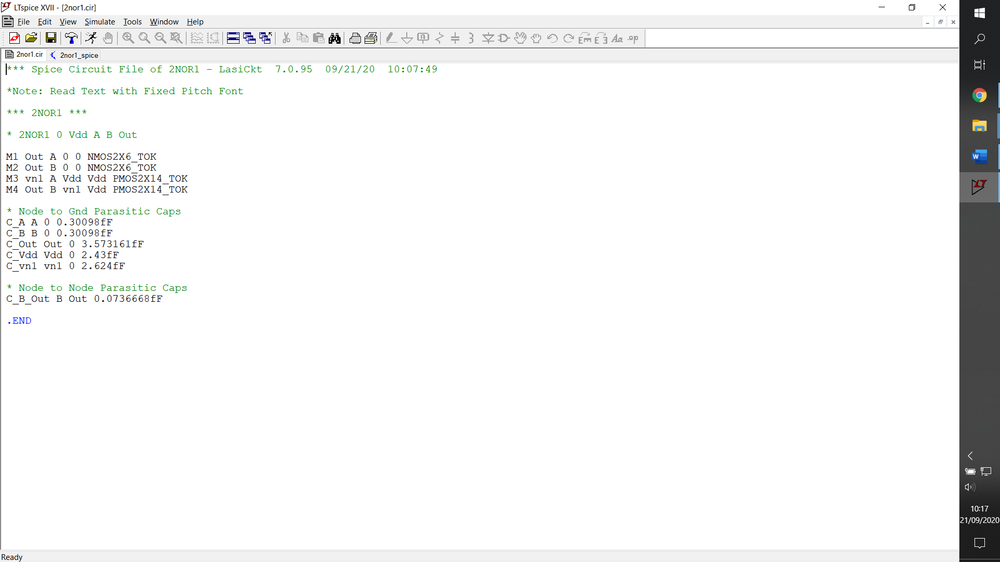 LTspice XVII - [2nor1.cir]
File Edit View Simulate Tools Window Help
2nor1.cir 2nor1_spice
*** Spice Circuit File of 2NOR1 - LasiCkt  7.0.95  09/21/20  10:07:49
*Note: Read Text with Fixed Pitch Font
*** 2NOR1 ***
* 2NOR1 0 Vdd A B Out
M1 Out A 0 0 NMOS2X6_TOK
M2 Out B 0 0 NMOS2X6_TOK
M3 vn1 A Vdd Vdd PMOS2X14_TOK
M4 Out B vn1 Vdd PMOS2X14_TOK
* Node to Gnd Parasitic Caps
C_A A 0 0.30098fF
C_B B 0 0.30098fF
C_Out Out 0 3.573161fF
C_Vdd Vdd 0 2.43fF
C_vn1 vn1 0 2.624fF
* Node to Node Parasitic Caps
C_B_Out B Out 0.0736668fF
.END
Ready
10:17
21/09/2020